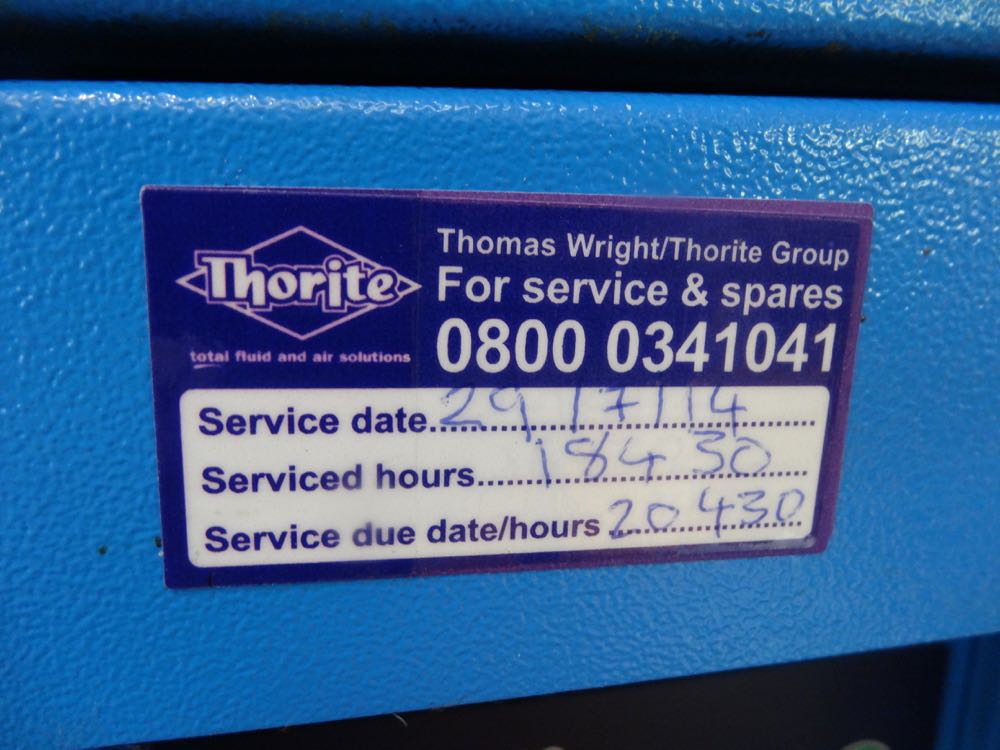 Thorite
total fluid and air solutions
Thomas Wright/Thorite Group
For service & spares
0800 0341041
Service date 29/7/14
Serviced hours 18430
Service due date/hours 20430